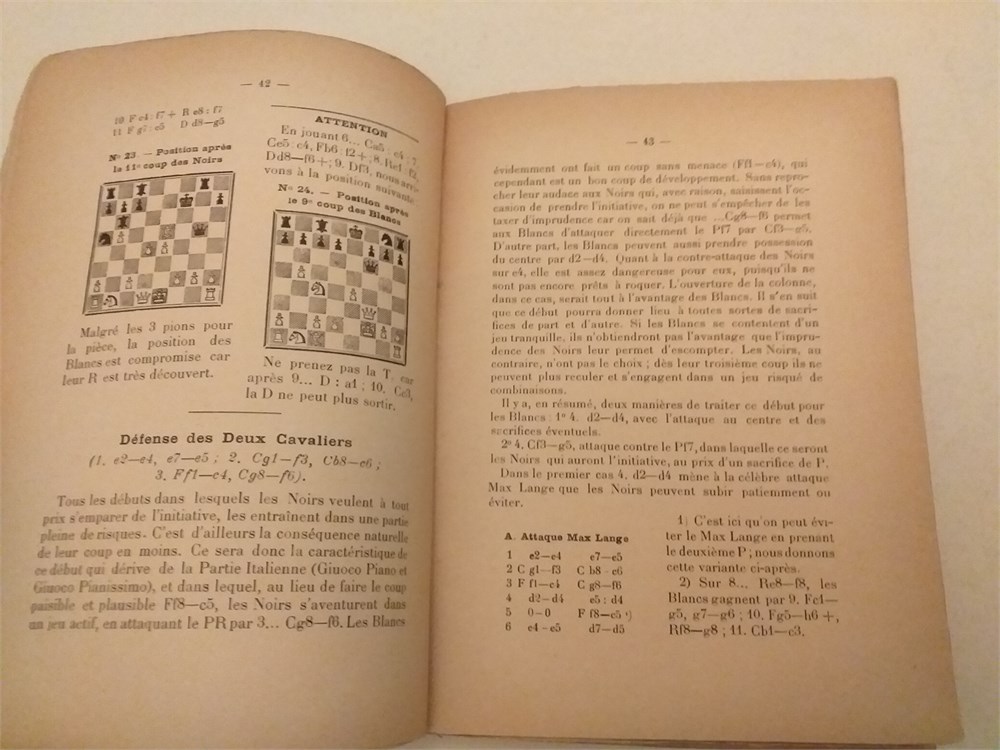 — 42 —
10 F c4:f7+ R e8:f7
11 F g7:e5 D d8—g5
Nº 23 — Position après
le 11e coup des Noirs
Malgré les 3 pions pour
la pièce, la position des
Blancs est compromise car
leur R est très découvert.
ATTENTION
En jouant 6... Ca5: c4; 7.
Ce5: c4, Fb6: f2+; 8. Re1: f2,
Dd8—f6+; 9. Df3, nous arri-
vons à la position suivante
Nº 24. — Position après
le 9e coup des Blancs
Ne prenez pas la T car
après 9... D: a1; 10. Cc3,
la D ne peut plus sortir.
Défense des Deux Cavaliers
(1. e2—e4, e7—e5; 2. Cg1—f3, Cb8—c6;
3. Ff1—c4, Cg8—f6).
Tous les débuts dans lesquels les Noirs veulent à tout
prix s'emparer de l'initiative, les entraînent dans une partie
pleine de risques. C'est d'ailleurs la conséquence naturelle
de leur coup en moins. Ce sera donc la caractéristique de
ce début qui dérive de la Partie Italienne (Giuoco Piano et
Giuoco Pianissimo), et dans lequel, au lieu de faire le coup
paisible et plausible Ff8—c5, les Noirs s'aventurent dans
un jeu actif, en attaquant le PR par 3... Cg8—f6. Les Blancs
— 43 —
évidemment ont fait un coup sans menace (Ff1—c4), qui
cependant est un bon coup de développement. Sans repro-
cher leur audace aux Noirs qui, avec raison, saisissent l'oc-
casion de prendre l'initiative, on ne peut s'empêcher de les
taxer d'imprudence car on sait déjà que ...Cg8—f6 permet
aux Blancs d'attaquer directement le Pf7 par Cf3—g5.
D'autre part, les Blancs peuvent aussi prendre possession
du centre par d2—d4. Quant à la contre-attaque des Noirs
sur e4, elle est assez dangereuse pour eux, puisqu'ils ne
sont pas encore prêts à roquer. L'ouverture de la colonne,
dans ce cas, serait tout à l'avantage des Blancs. Il s'en suit
que ce début pourra donner lieu à toutes sortes de sacri-
fices de part et d'autre. Si les Blancs se contentent d'un
jeu tranquille, ils n'obtiendront pas l'avantage que l'impru-
dence des Noirs leur permet d'escompter. Les Noirs, au
contraire, n'ont pas le choix; dès leur troisième coup ils ne
peuvent plus reculer et s'engagent dans un jeu risqué de
combinaisons.
Il y a, en résumé, deux manières de traiter ce début pour
les Blancs: 1º 4. d2—d4, avec l'attaque au centre et des
sacrifices éventuels.
2º 4. Cf3—g5, attaque contre le Pf7, dans laquelle ce seront
les Noirs qui auront l'initiative, au prix d'un sacrifice de P.
Dans le premier cas 4. d2—d4 mène à la célèbre attaque
Max Lange que les Noirs peuvent subir patiemment ou
éviter.
A. Attaque Max Lange
1 e2—e4 e7—e5
2 C g1—f3 C b8—c6
3 F f1—c4 C g8—f6
4 d2—d4 e5: d4
5 0—0 F f8—c5 ¹)
6 e4—e5 d7—d5
1) C'est ici qu'on peut évi-
ter le Max Lange en prenant
le deuxième P; nous donnons
cette variante ci-après.
2) Sur 8... Re8—f8, les
Blancs gagnent par 9. Fc1—
g5, g7—g6; 10. Fg5—h6+,
Rf8—g8; 11. Cb1—c3.